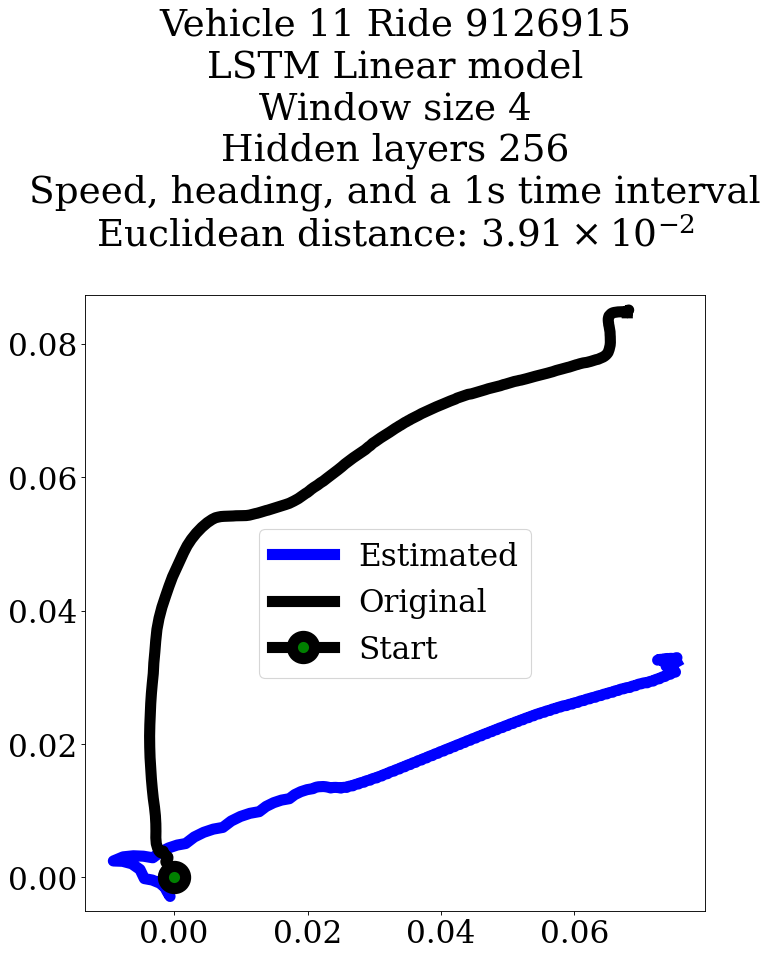 Vehicle 11 Ride 9126915
LSTM Linear model
Window size 4
Hidden layers 256
Speed, heading, and a 1s time interval
Euclidean distance: 3.91 × 10⁻²
0.08
0.06
0.04
0.02
0.00
Estimated
Original
Start
0.00 0.02 0.04 0.06